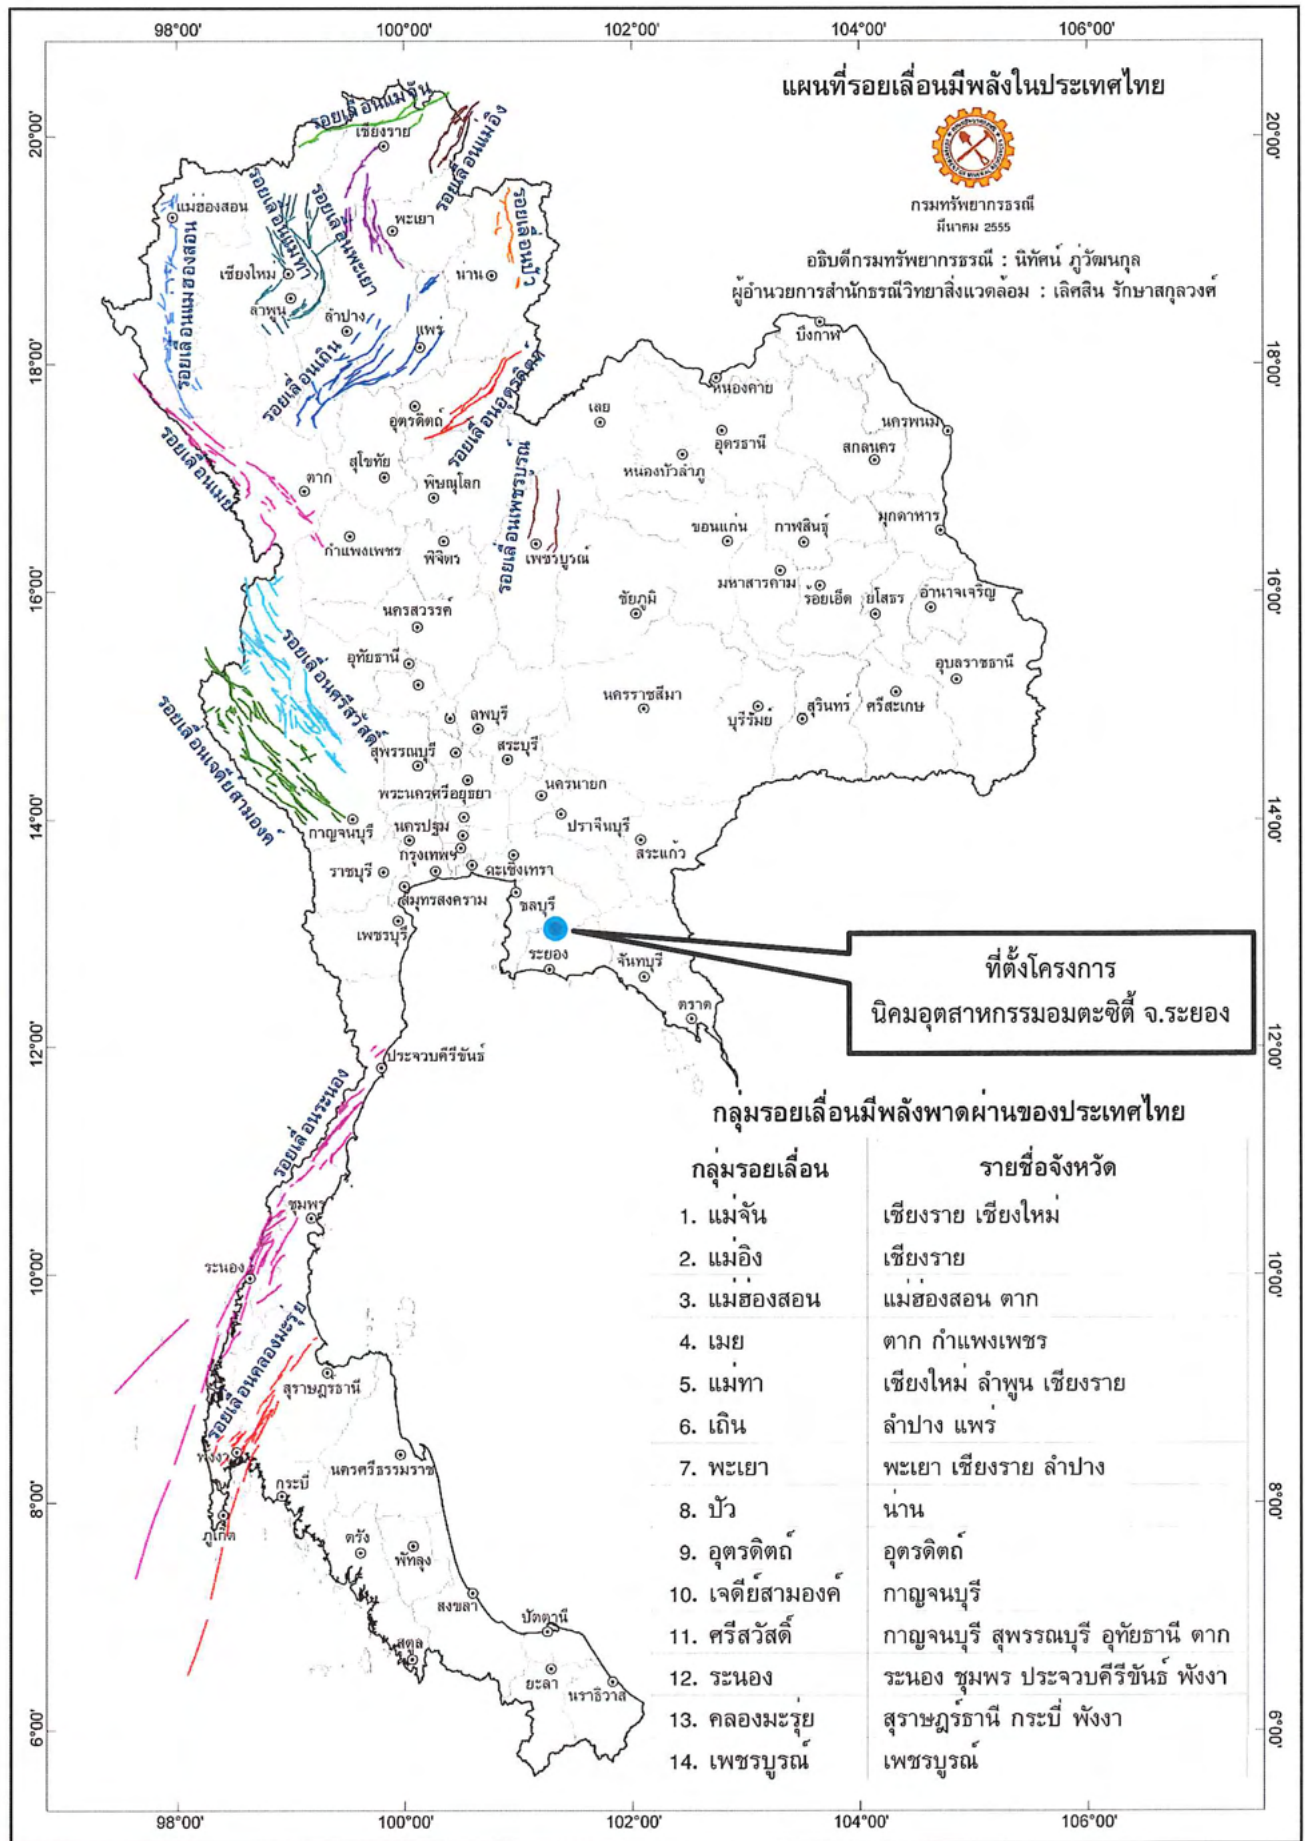 98°00' 100°00' 102°00' 104°00' 106°00'
แผนที่รอยเลื่อนมีพลังในประเทศไทย
กรมทรัพยากรธรณี
มีนาคม 2555
อธิบดีกรมทรัพยากรธรณี : นิทัศน์ ภู่วัฒนกุล
ผู้อำนวยการสำนักธรณีวิทยาสิ่งแวดล้อม : เลิศสิน รักษาสกุลวงศ์
20°00' 20°00'
18°00' 18°00'
16°00' 16°00'
14°00' 14°00'
12°00' 12°00'
10°00' 10°00'
8°00' 8°00'
6°00' 6°00'
รอยเลื่อนแม่จัน
เชียงราย
รอยเลื่อนแม่อิง
แม่ฮ่องสอน
รอยเลื่อนแม่ฮ่องสอน
รอยเลื่อนแม่ทา
รอยเลื่อนพะเยา
พะเยา
รอยเลื่อนปัว
เชียงใหม่
น่าน
ลำพูน
ลำปาง
แพร่
รอยเลื่อนเถิน
รอยเลื่อนอุตรดิตถ์
อุตรดิตถ์
รอยเลื่อนเมย
ตาก
สุโขทัย
พิษณุโลก
รอยเลื่อนเพชรบูรณ์
กำแพงเพชร
พิจิตร
เพชรบูรณ์
เลย
หนองคาย
บึงกาฬ
อุดรธานี
หนองบัวลำภู
นครพนม
สกลนคร
มุกดาหาร
ขอนแก่น
กาฬสินธุ์
มหาสารคาม
ร้อยเอ็ด
ยโสธร
อำนาจเจริญ
ชัยภูมิ
นครสวรรค์
อุทัยธานี
รอยเลื่อนศรีสวัสดิ์
รอยเลื่อนเจดีย์สามองค์
อุบลราชธานี
นครราชสีมา
บุรีรัมย์
สุรินทร์
ศรีสะเกษ
ลพบุรี
สุพรรณบุรี
สระบุรี
พระนครศรีอยุธยา
นครนายก
ปราจีนบุรี
กาญจนบุรี
นครปฐม
กรุงเทพฯ
สระแก้ว
ราชบุรี
ฉะเชิงเทรา
สมุทรสงคราม
ชลบุรี
เพชรบุรี
ระยอง
จันทบุรี
ตราด
ที่ตั้งโครงการ
นิคมอุตสาหกรรมอมตะซิตี้ จ.ระยอง
ประจวบคีรีขันธ์
รอยเลื่อนระนอง
ชุมพร
ระนอง
รอยเลื่อนคลองมะรุ่ย
สุราษฎรธานี
พังงา
นครศรีธรรมราช
กระบี่
ภูเก็ต
ตรัง
พัทลุง
สงขลา
ปัตตานี
สตูล
ยะลา
นราธิวาส
กลุ่มรอยเลื่อนมีพลังพาดผ่านของประเทศไทย
กลุ่มรอยเลื่อน รายชื่อจังหวัด
1. แม่จัน เชียงราย เชียงใหม่
2. แม่อิง เชียงราย
3. แม่ฮ่องสอน แม่ฮ่องสอน ตาก
4. เมย ตาก กำแพงเพชร
5. แม่ทา เชียงใหม่ ลำพูน เชียงราย
6. เถิน ลำปาง แพร่
7. พะเยา พะเยา เชียงราย ลำปาง
8. ปัว น่าน
9. อุตรดิตถ์ อุตรดิตถ์
10. เจดีย์สามองค์ กาญจนบุรี
11. ศรีสวัสดิ์ กาญจนบุรี สุพรรณบุรี อุทัยธานี ตาก
12. ระนอง ระนอง ชุมพร ประจวบคีรีขันธ์ พังงา
13. คลองมะรุ่ย สุราษฎร์ธานี กระบี่ พังงา
14. เพชรบูรณ์ เพชรบูรณ์
98°00' 100°00' 102°00' 104°00' 106°00'